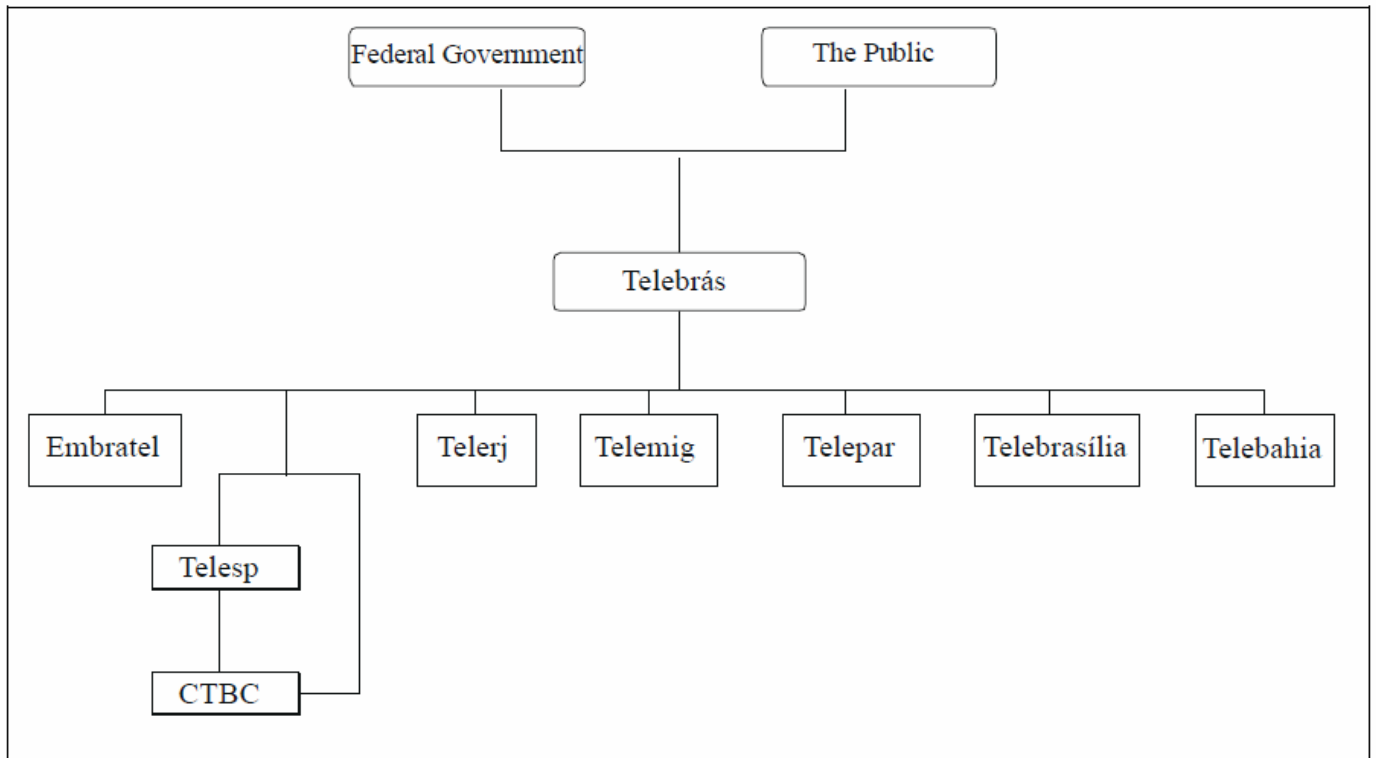 Federal Government
The Public
Telebrás
Embratel
Telerj
Telemig
Telepar
Telebrasília
Telebahia
Telesp
CTBC